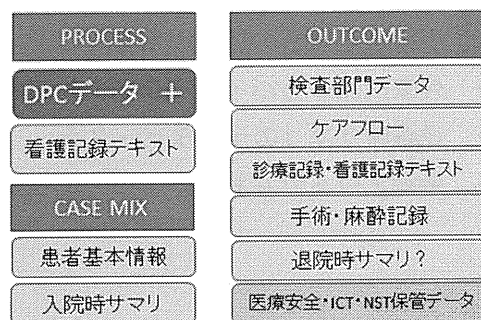 PROCESS
DPCデータ +
看護記録テキスト
CASE MIX
患者基本情報
入院時サマリ
OUTCOME
検査部門データ
ケアフロー
診療記録・看護記録テキスト
手術・麻酔記録
退院時サマリ?
医療安全・ICT・NST保管データ